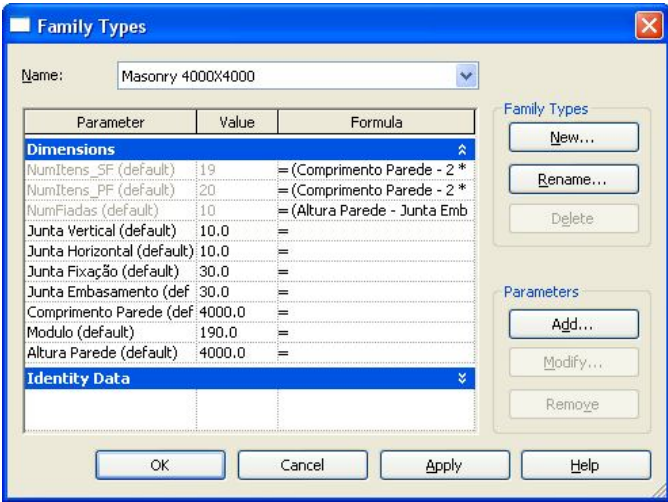 Family Types
Name: Masonry 4000X4000
Parameter Value Formula
Dimensions
NumItens_SF (default) 19 = (Comprimento Parede - 2 *
NumItens_PF (default) 20 = (Comprimento Parede - 2 *
NumFiadas (default) 10 = (Altura Parede - Junta Emb
Junta Vertical (default) 10.0 =
Junta Horizontal (default) 10.0 =
Junta Fixação (default) 30.0 =
Junta Embasamento (def 30.0 =
Comprimento Parede (def 4000.0 =
Modulo (default) 190.0 =
Altura Parede (default) 4000.0 =
Identity Data
Family Types
New...
Rename...
Delete
Parameters
Add...
Modify...
Remove
OK Cancel Apply Help